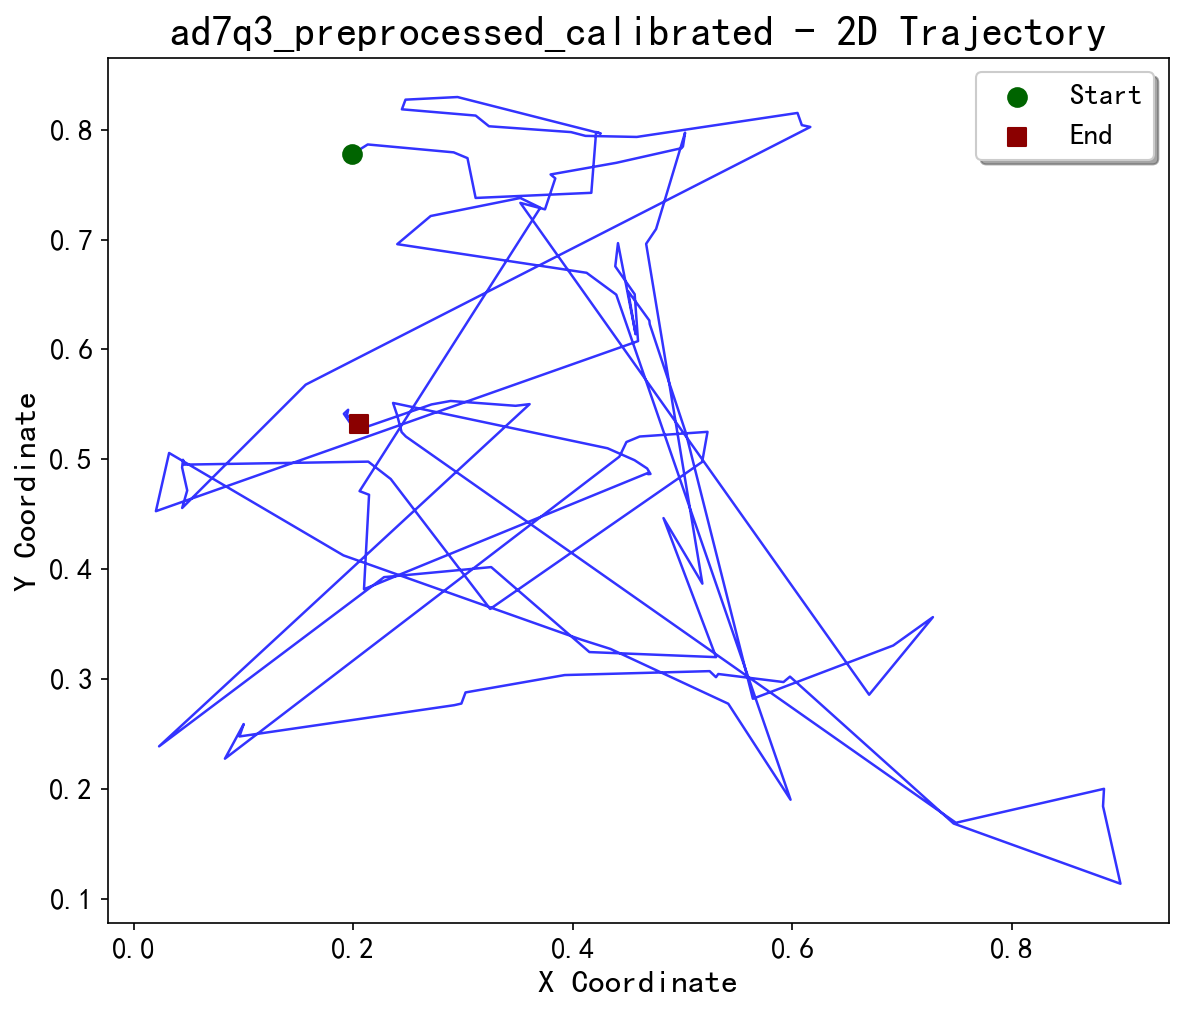 ad7q3_preprocessed_calibrated - 2D Trajectory
Start
End
0.8
0.7
0.6
0.5
0.4
0.3
0.2
0.1
Y Coordinate
0.0 0.2 0.4 0.6 0.8
X Coordinate